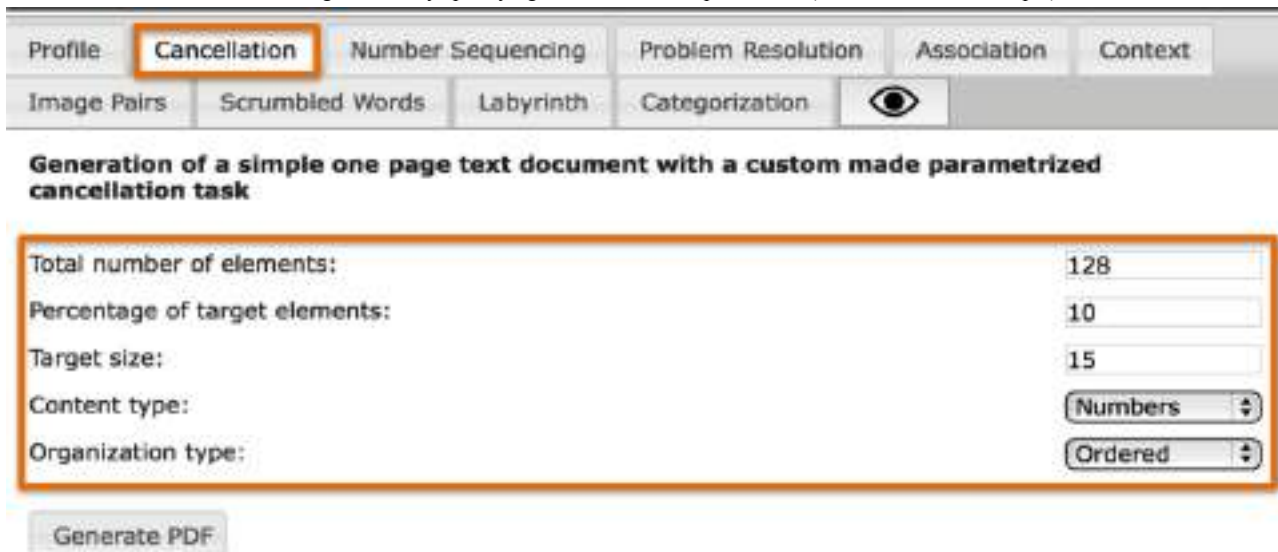 Profile Cancellation Number Sequencing Problem Resolution Association Context
Image Pairs Scrumbled Words Labyrinth Categorization
Generation of a simple one page text document with a custom made parametrized
cancellation task
Total number of elements: 128
Percentage of target elements: 10
Target size: 15
Content type: Numbers
Organization type: Ordered
Generate PDF